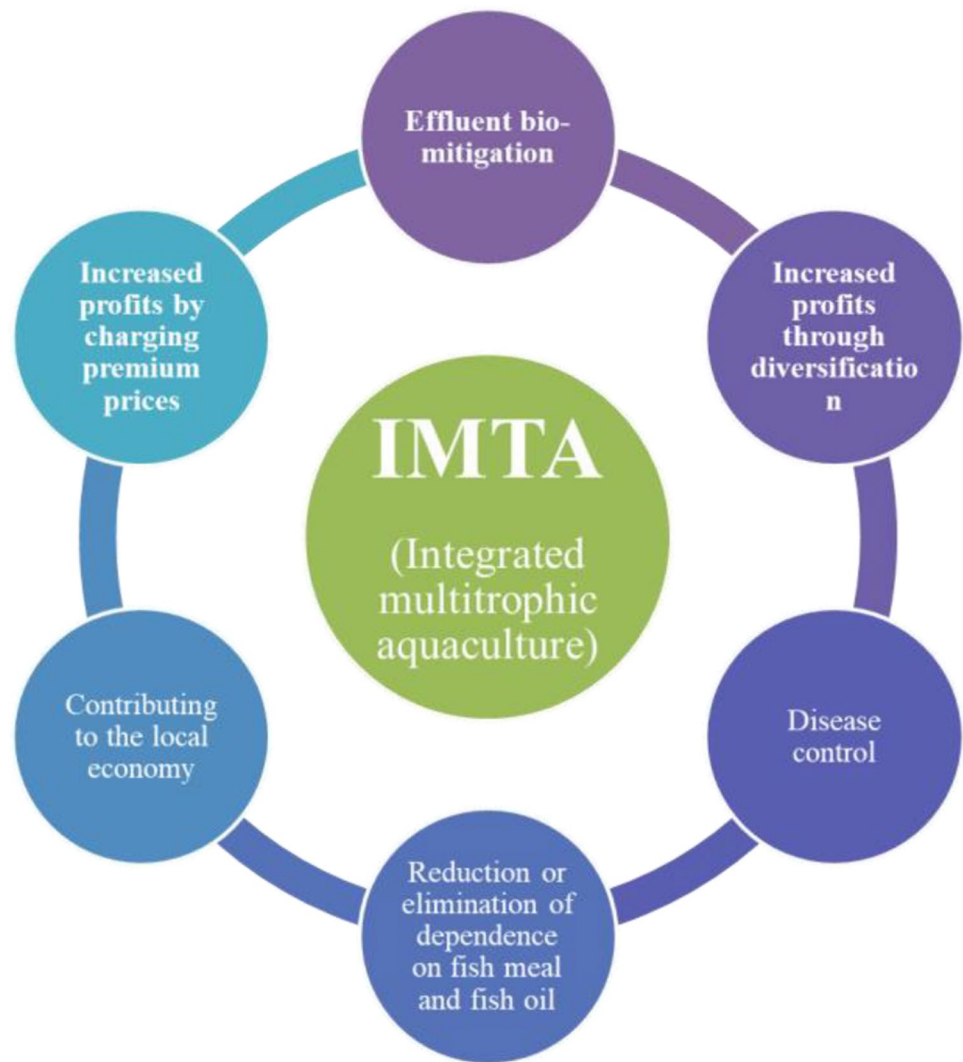 Effluent bio-
mitigation
Increased
profits by
charging
premium
prices
Increased
profits
through
diversificatio
n
IMTA
(Integrated
multitrophic
aquaculture)
Contributing
to the local
economy
Disease
control
Reduction or
elimination of
dependence
on fish meal
and fish oil